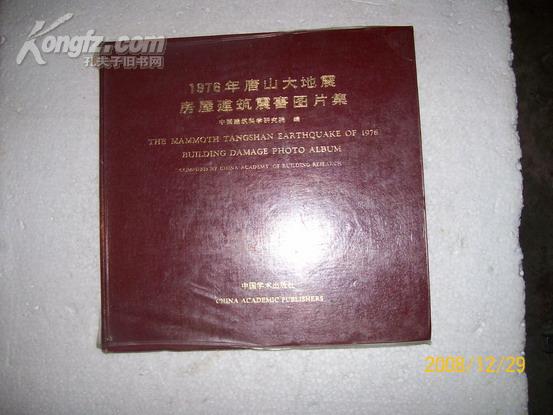 Kongfz.com
孔夫子旧书网
1976年唐山大地震
房屋建筑震害图片集
中国建筑科学研究院 编
THE MAMMOTH TANGSHAN EARTHQUAKE OF 1976
BUILDING DAMAGE PHOTO ALBUM
COMPILED BY CHINA ACADEMY OF BUILDING RESEARCH
中国学术出版社
CHINA ACADEMIC PUBLISHERS
2008/12/29